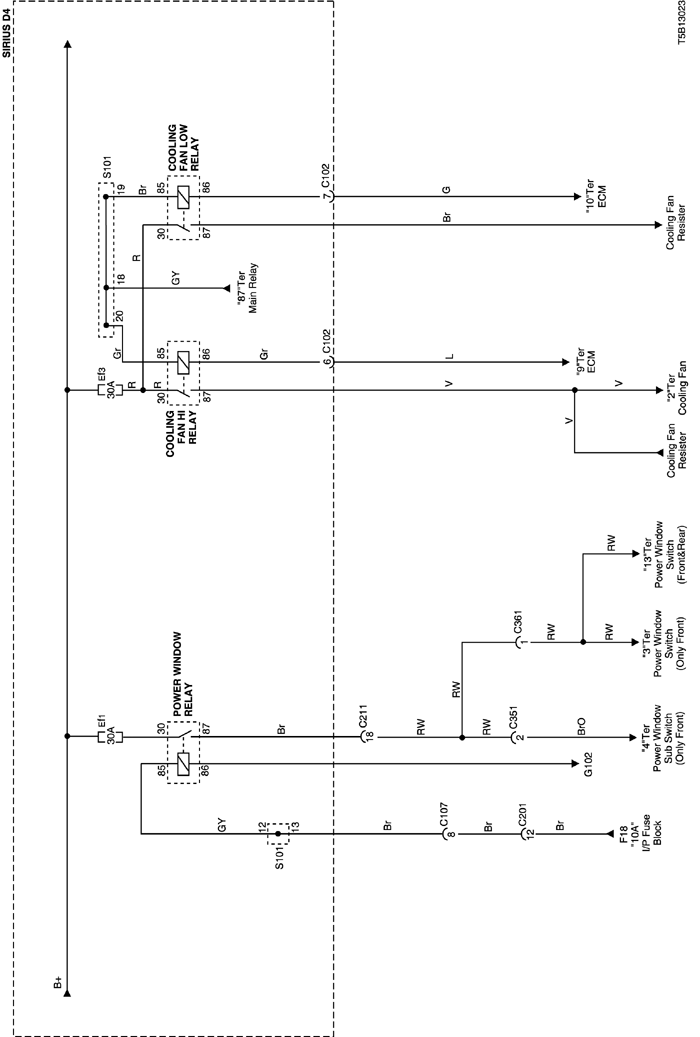 SIRIUS D4
T5B13023
B+
Ef1
30A
POWER WINDOW
RELAY
85
30
86
87
GY
12
13
S101
Br
8
C107
Br
12
C201
Br
F18
"10A"
I/P Fuse
Block
G102
Br
18
C211
RW
RW
RW
2
C351
BrO
"4"Ter
Power Window
Sub Switch
(Only Front)
1
C361
RW
RW
"3"Ter
Power Window
Switch
(Only Front)
RW
"13"Ter
Power Window
Switch
(Front&Rear)
Ef3
30A
R
R
R
COOLING
FAN HI
RELAY
30
85
87
86
Gr
20
18
19
S101
GY
"87"Ter
Main Relay
Gr
6
C102
L
"9"Ter
ECM
V
V
V
Cooling Fan
Resister
"2"Ter
Cooling Fan
COOLING
FAN LOW
RELAY
30
85
87
86
Br
7
C102
G
"10"Ter
ECM
Br
Cooling Fan
Resister